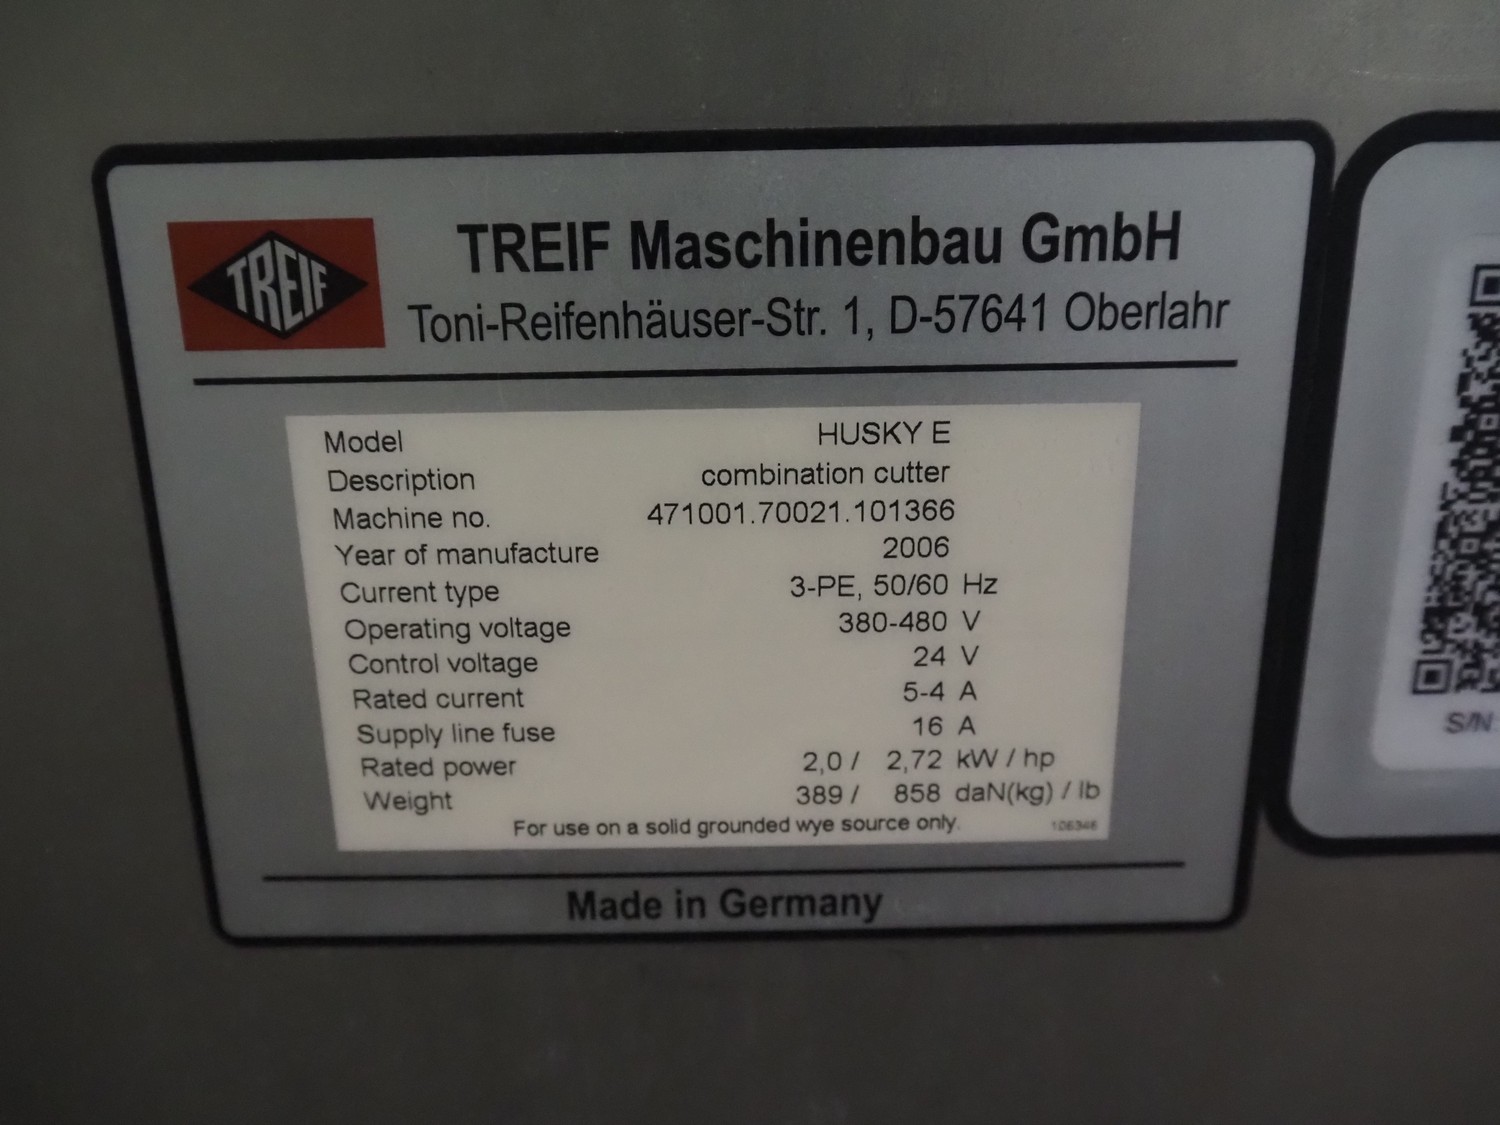 TREIF
TREIF Maschinenbau GmbH
Toni-Reifenhäuser-Str. 1, D-57641 Oberlahr
Model HUSKY E
Description combination cutter
Machine no. 471001.70021.101366
Year of manufacture 2006
Current type 3-PE, 50/60 Hz
Operating voltage 380-480 V
Control voltage 24 V
Rated current 5-4 A
Supply line fuse 16 A
Rated power 2,0 / 2,72 kW / hp
Weight 389 / 858 daN(kg) / lb
For use on a solid grounded wye source only. 106346
Made in Germany
S/N